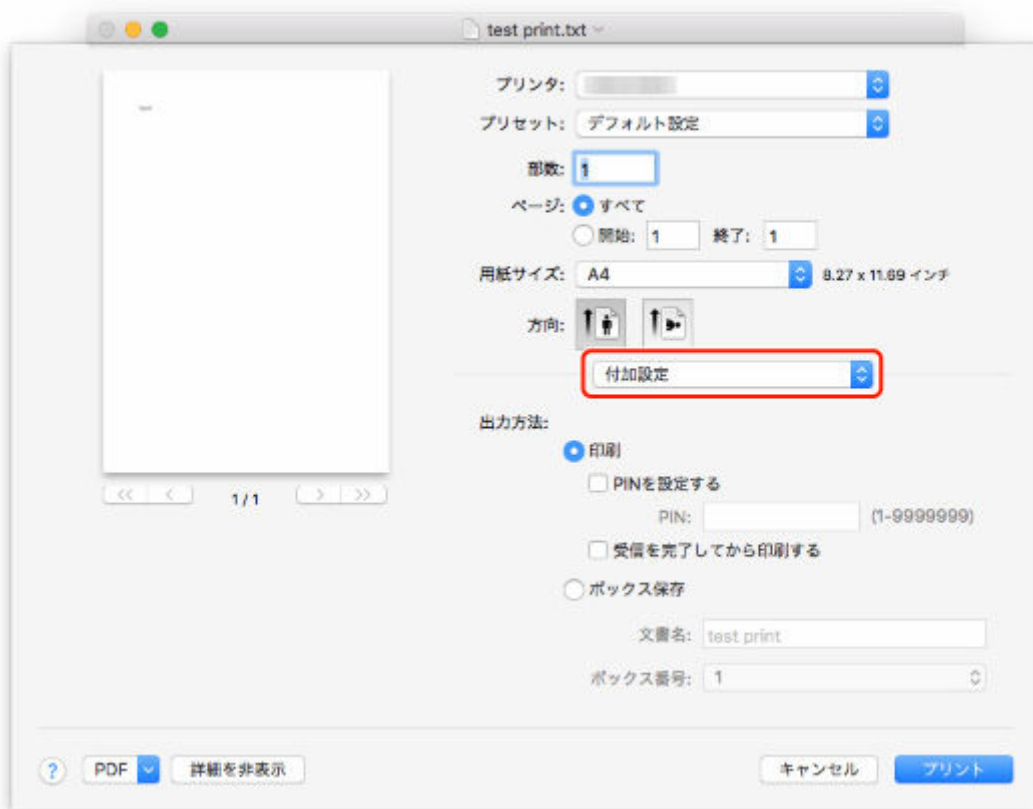 test print.txt
プリンタ:
プリセット: デフォルト設定
部数: 1
ページ: すべて
開始: 1 終了: 1
用紙サイズ: A4 8.27 x 11.69 インチ
方向:
付加設定
出力方法:
印刷
PINを設定する
PIN: (1-9999999)
受信を完了してから印刷する
ボックス保存
文書名: test print
ボックス番号: 1
<< < 1 / 1 > >>
? PDF 詳細を非表示 キャンセル プリント